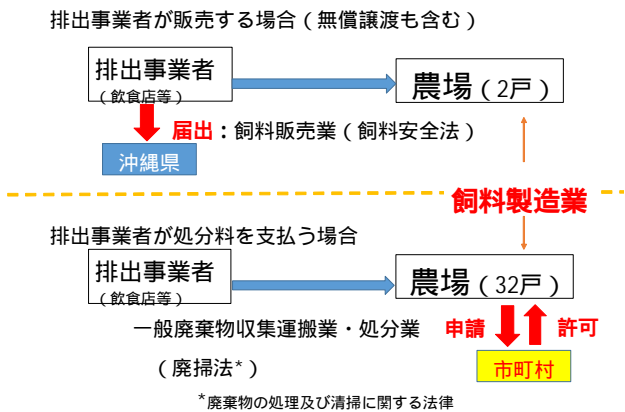 排出事業者が販売する場合（無償譲渡も含む）
排出事業者
（飲食店等）
農場（2戸）
届出：飼料販売業（飼料安全法）
沖縄県
飼料製造業
排出事業者が処分料を支払う場合
排出事業者
（飲食店等）
農場（32戸）
一般廃棄物収集運搬業・処分業
（廃掃法*）
申請
許可
市町村
*廃棄物の処理及び清掃に関する法律